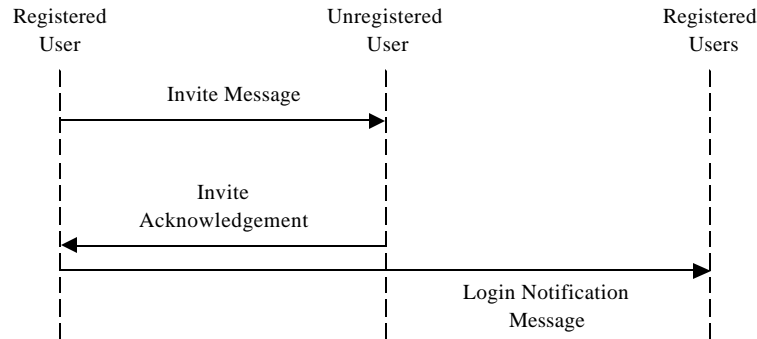 Registered
User
Unregistered
User
Registered
Users
Invite Message
Invite
Acknowledgement
Login Notification
Message